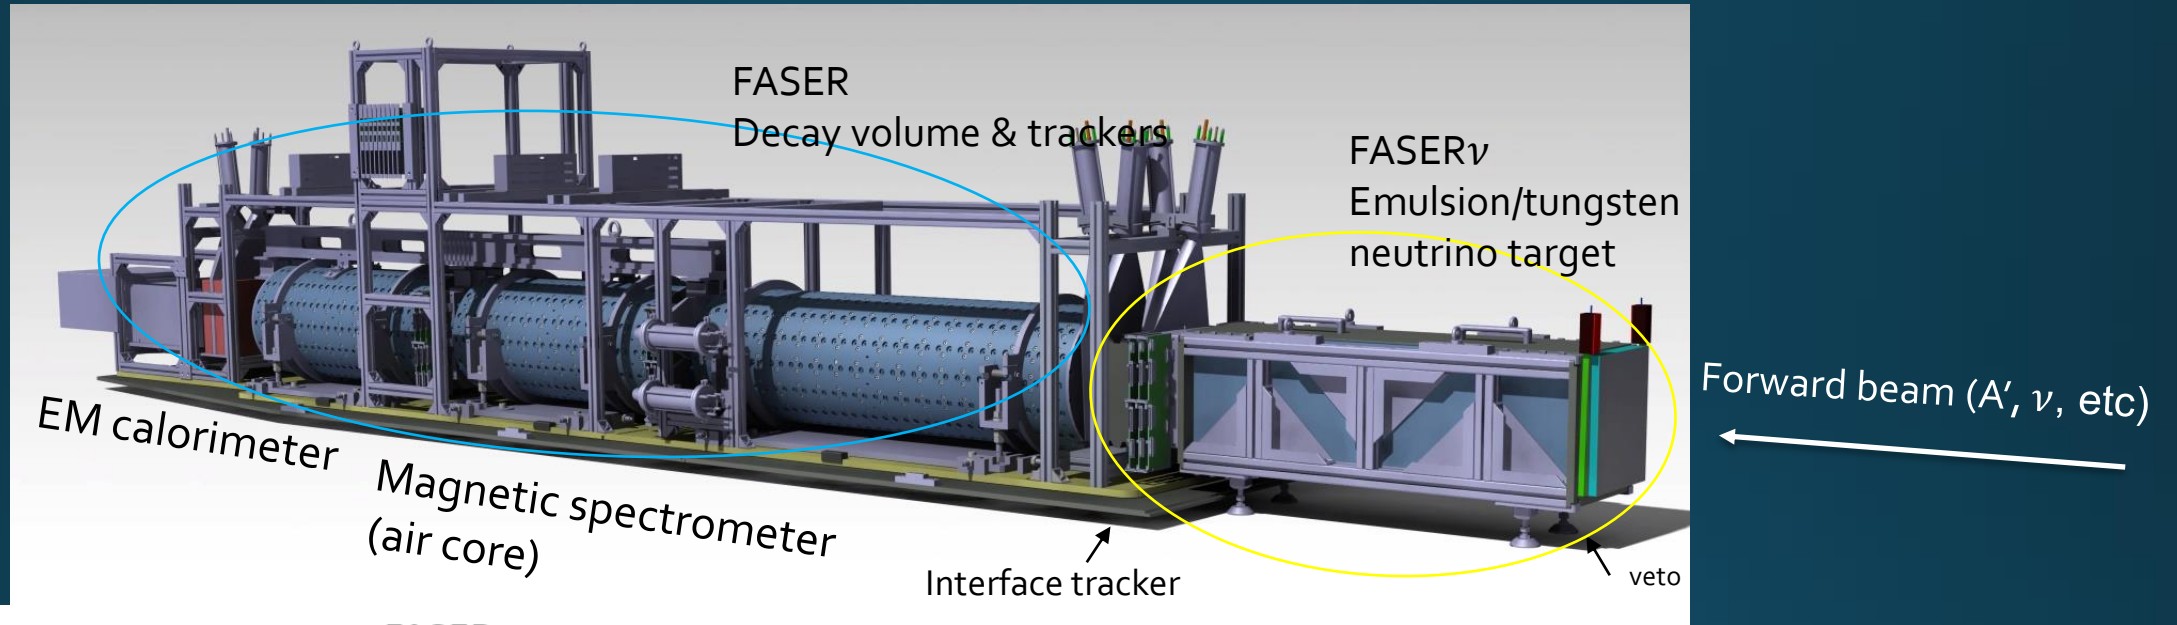 FASER
Decay volume & trackers
FASER𝜈
Emulsion/tungsten
neutrino target
Forward beam (A′, 𝜈, etc)
EM calorimeter
Magnetic spectrometer
(air core)
Interface tracker
veto